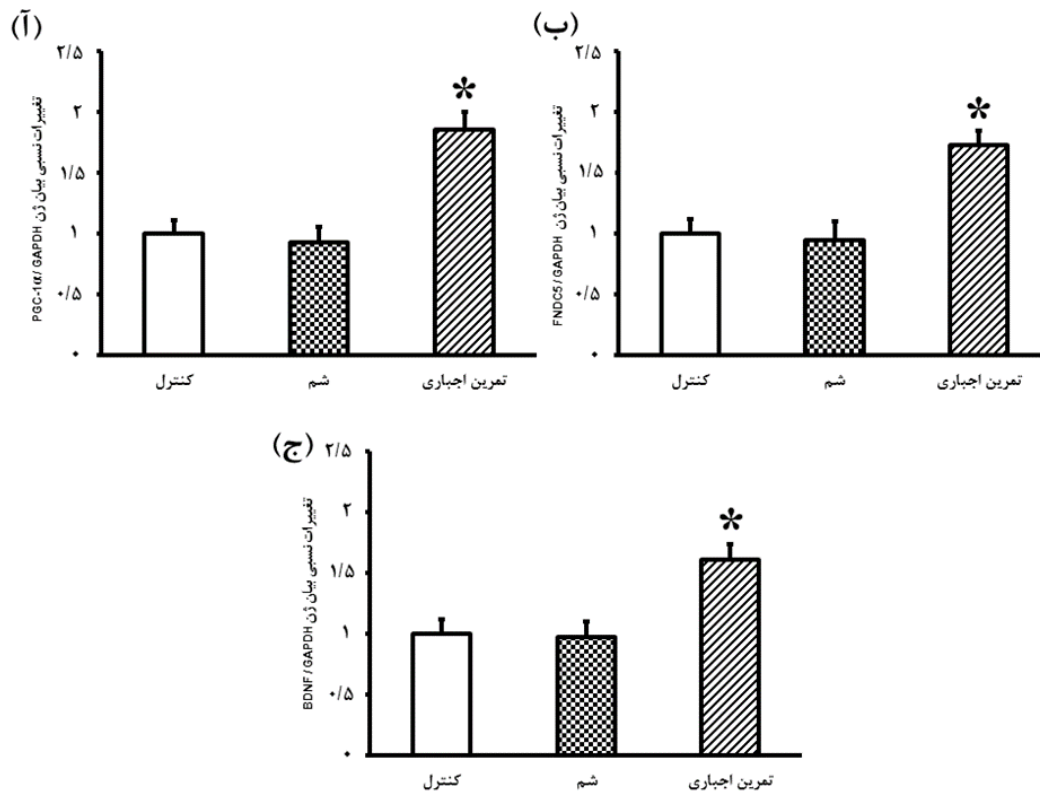 (آ)
۲/۵
۲
۱/۵
۱
۰/۵
۰
تغییرات نسبی بیان ژن PGC-1α / GAPDH
*
کنترل
شم
تمرین اجباری
(ب)
۲/۵
۲
۱/۵
۱
۰/۵
۰
تغییرات نسبی بیان ژن FNDC5 / GAPDH
*
کنترل
شم
تمرین اجباری
(ج)
۲/۵
۲
۱/۵
۱
۰/۵
۰
تغییرات نسبی بیان ژن BDNF / GAPDH
*
کنترل
شم
تمرین اجباری